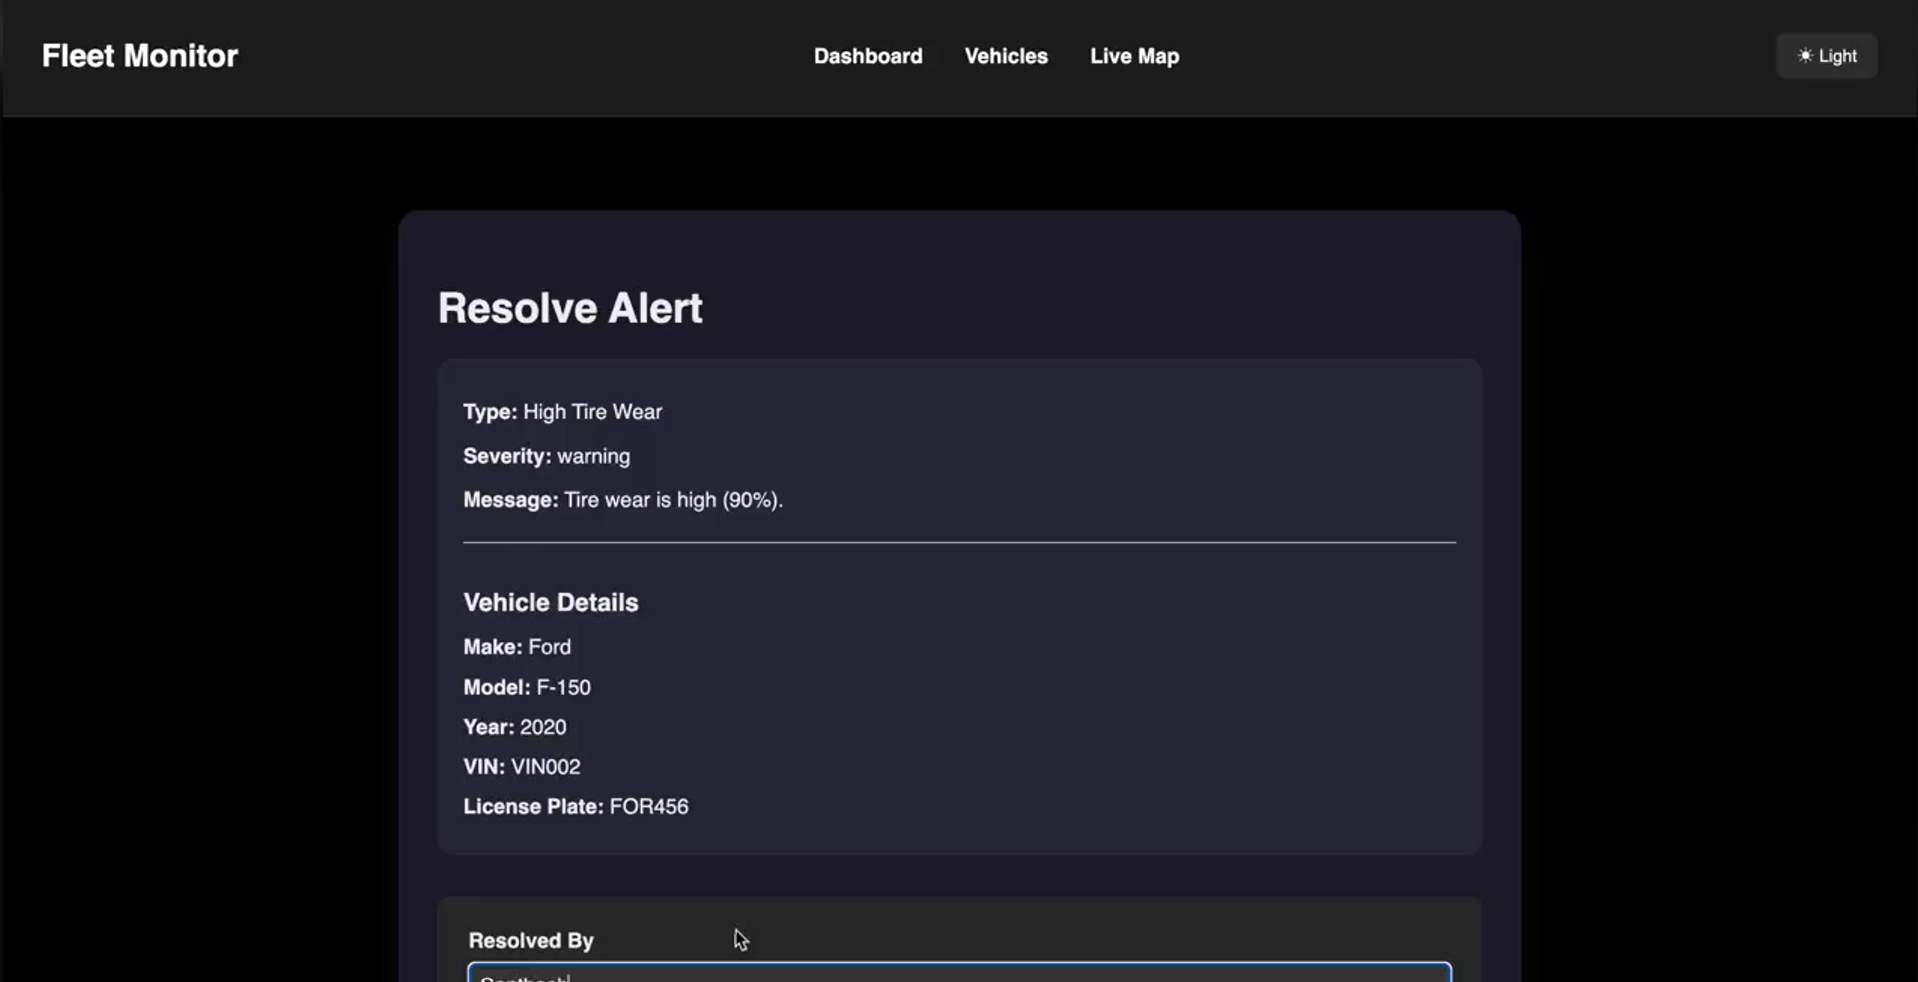 Fleet Monitor
Dashboard
Vehicles
Live Map
☀ Light
Resolve Alert
Type: High Tire Wear
Severity: warning
Message: Tire wear is high (90%).
Vehicle Details
Make: Ford
Model: F-150
Year: 2020
VIN: VIN002
License Plate: FOR456
Resolved By